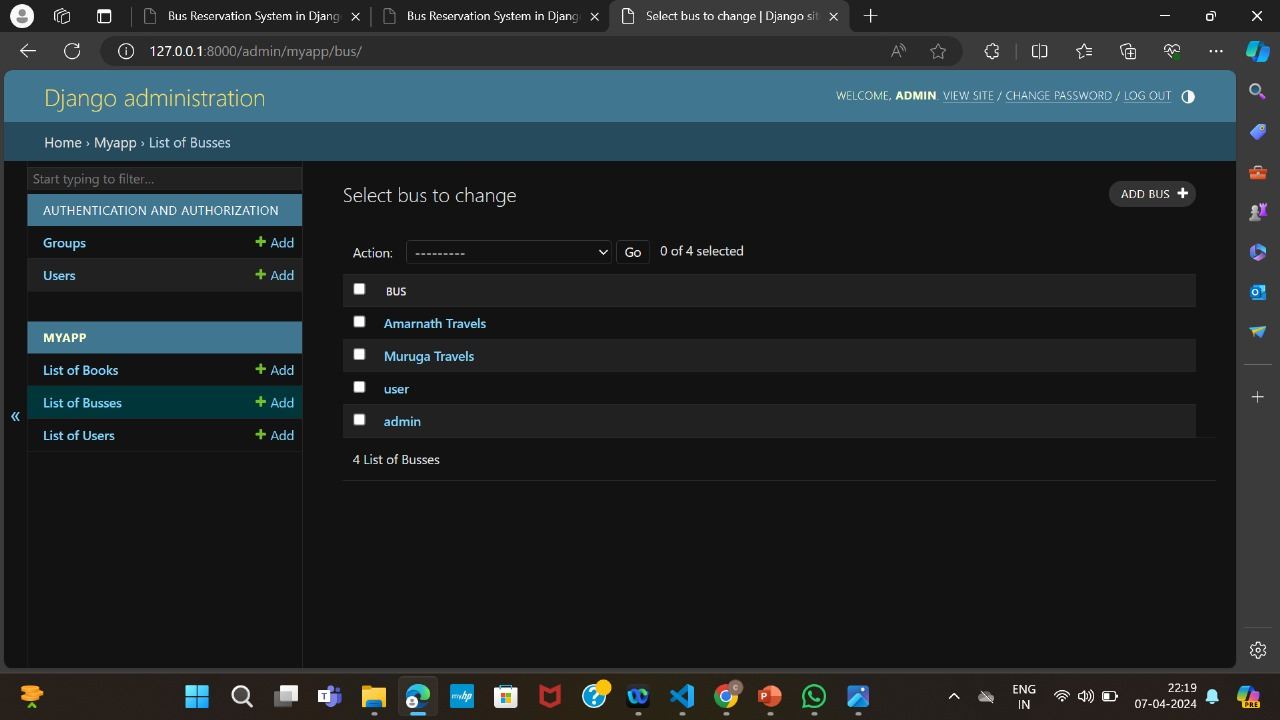 Bus Reservation System in Djang
Bus Reservation System in Djang
Select bus to change | Django sit
127.0.0.1:8000/admin/myapp/bus/
Django administration
WELCOME, ADMIN. VIEW SITE / CHANGE PASSWORD / LOG OUT
Home › Myapp › List of Busses
Start typing to filter...
AUTHENTICATION AND AUTHORIZATION
Groups + Add
Users + Add
MYAPP
List of Books + Add
List of Busses + Add
List of Users + Add
«
Select bus to change
ADD BUS +
Action: --------- Go 0 of 4 selected
BUS
Amarnath Travels
Muruga Travels
user
admin
4 List of Busses
ENG
IN
22:19
07-04-2024
PRE